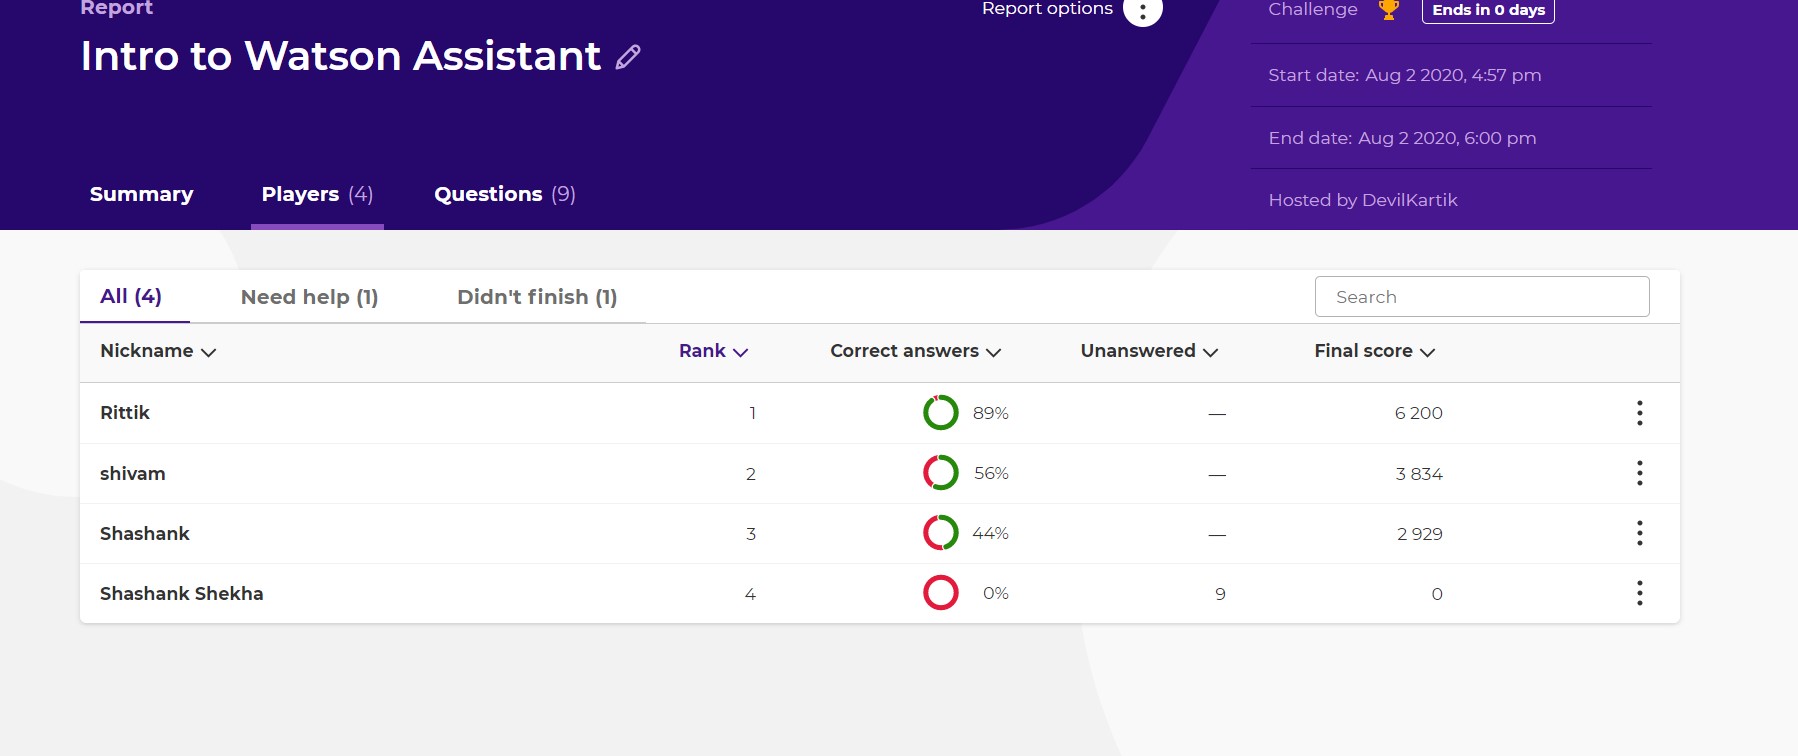 Report
Report options
Challenge Ends in 0 days
Intro to Watson Assistant
Start date: Aug 2 2020, 4:57 pm
End date: Aug 2 2020, 6:00 pm
Hosted by DevilKartik
Summary Players (4) Questions (9)
All (4) Need help (1) Didn't finish (1) Search
Nickname Rank Correct answers Unanswered Final score
Rittik 1 89% — 6 200
shivam 2 56% — 3 834
Shashank 3 44% — 2 929
Shashank Shekha 4 0% 9 0